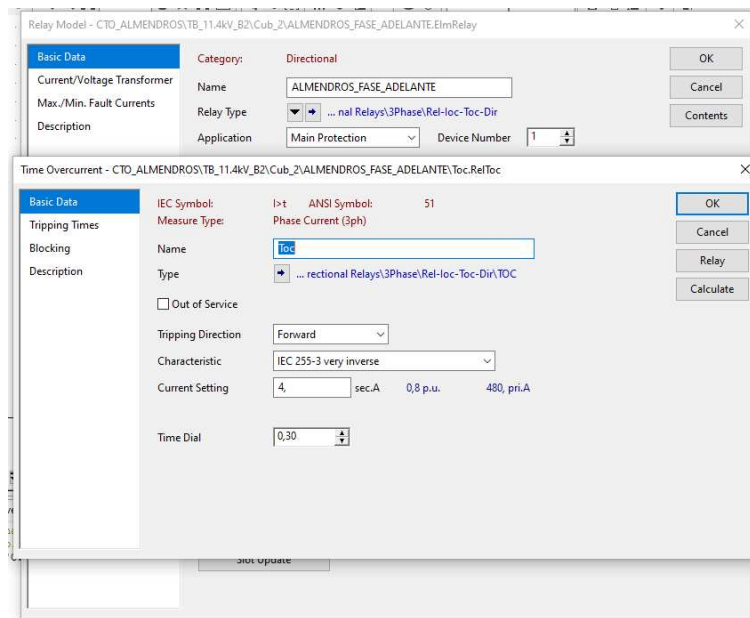 Relay Model - CTO_ALMENDROS\TB_11.4kV_B2\Cub_2\ALMENDROS_FASE_ADELANTE.ElmRelay
Basic Data
Current/Voltage Transformer
Max./Min. Fault Currents
Description
Category: Directional
Name ALMENDROS_FASE_ADELANTE
Relay Type ... nal Relays\3Phase\Rel-Ioc-Toc-Dir
Application Main Protection Device Number 1
OK
Cancel
Contents
Time Overcurrent - CTO_ALMENDROS\TB_11.4kV_B2\Cub_2\ALMENDROS_FASE_ADELANTE\Toc.RelToc
Basic Data
Tripping Times
Blocking
Description
IEC Symbol: I>t ANSI Symbol: 51
Measure Type: Phase Current (3ph)
Name Toc
Type ... rectional Relays\3Phase\Rel-Ioc-Toc-Dir\TOC
Out of Service
Tripping Direction Forward
Characteristic IEC 255-3 very inverse
Current Setting 4, sec.A 0,8 p.u. 480, pri.A
Time Dial 0,30
OK
Cancel
Relay
Calculate
Slot Update